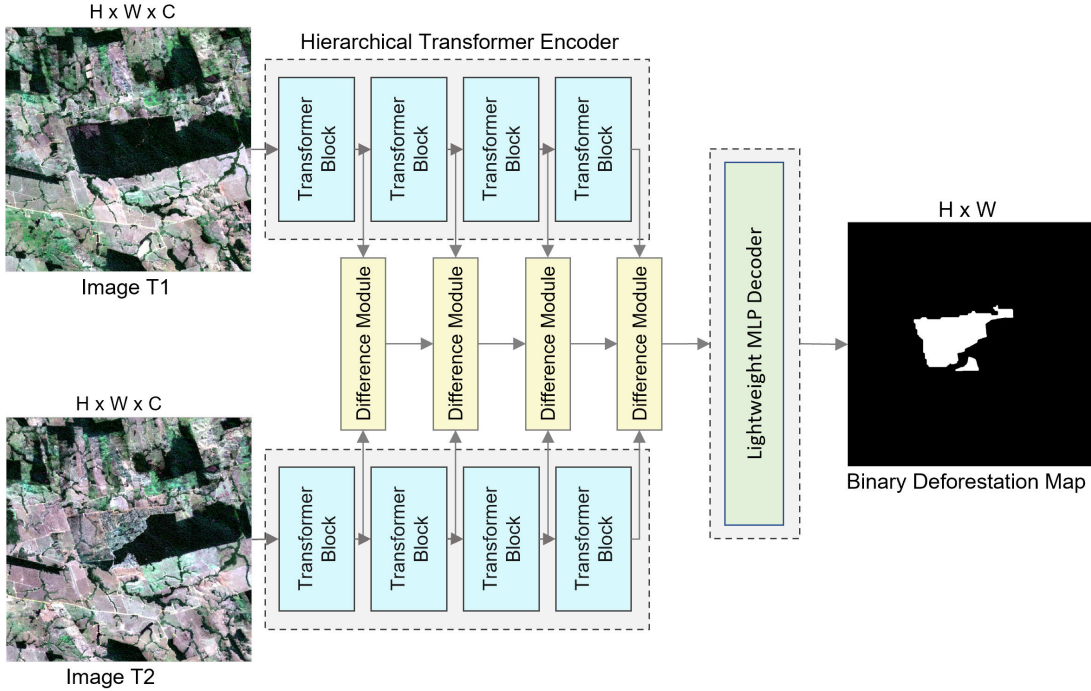 H x W x C
Image T1
Hierarchical Transformer Encoder
Transformer
Block
Transformer
Block
Transformer
Block
Transformer
Block
Difference Module
Difference Module
Difference Module
Difference Module
H x W x C
Image T2
Transformer
Block
Transformer
Block
Transformer
Block
Transformer
Block
Lightweight MLP Decoder
H x W
Binary Deforestation Map